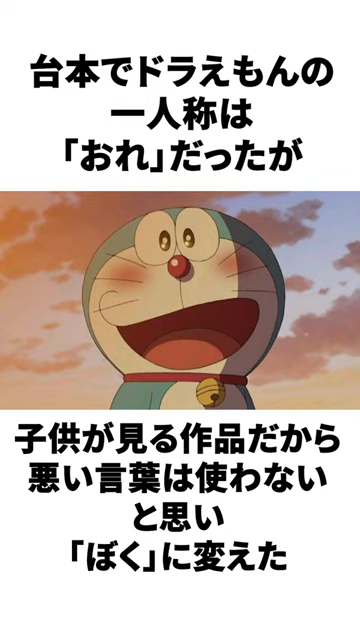 台本でドラえもんの
一人称は
「おれ」だったが
子供が見る作品だから
悪い言葉は使わない
と思い
「ぼく」に変えた